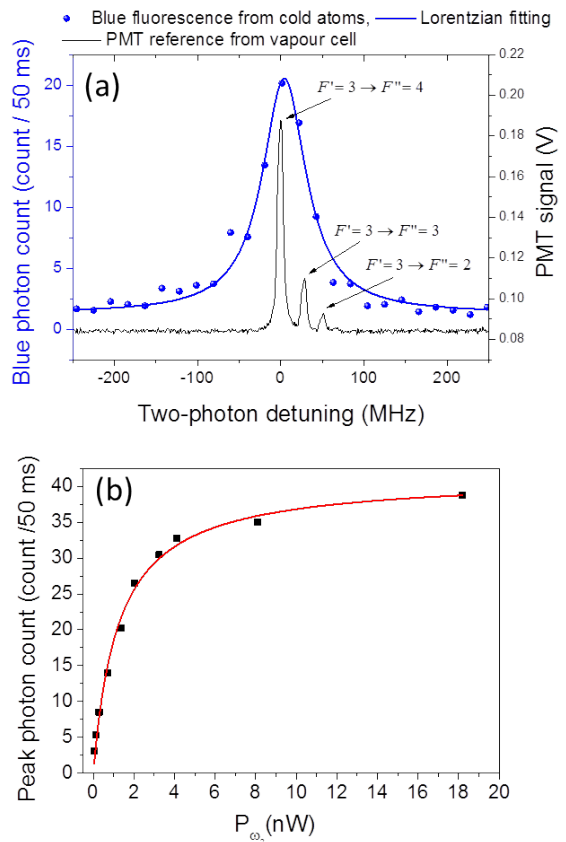 Blue fluorescence from cold atoms, Lorentzian fitting
PMT reference from vapour cell
(a)
Blue photon count (count / 50 ms)
20
15
10
5
0
F' = 3 → F'' = 4
F' = 3 → F'' = 3
F' = 3 → F'' = 2
0.22
0.20
0.18
0.16
0.14
0.12
0.10
0.08
PMT signal (V)
-200 -100 0 100 200
Two-photon detuning (MHz)
(b)
Peak photon count (count /50 ms)
40
35
30
25
20
15
10
5
0
0 2 4 6 8 10 12 14 16 18 20
P_ω (nW)